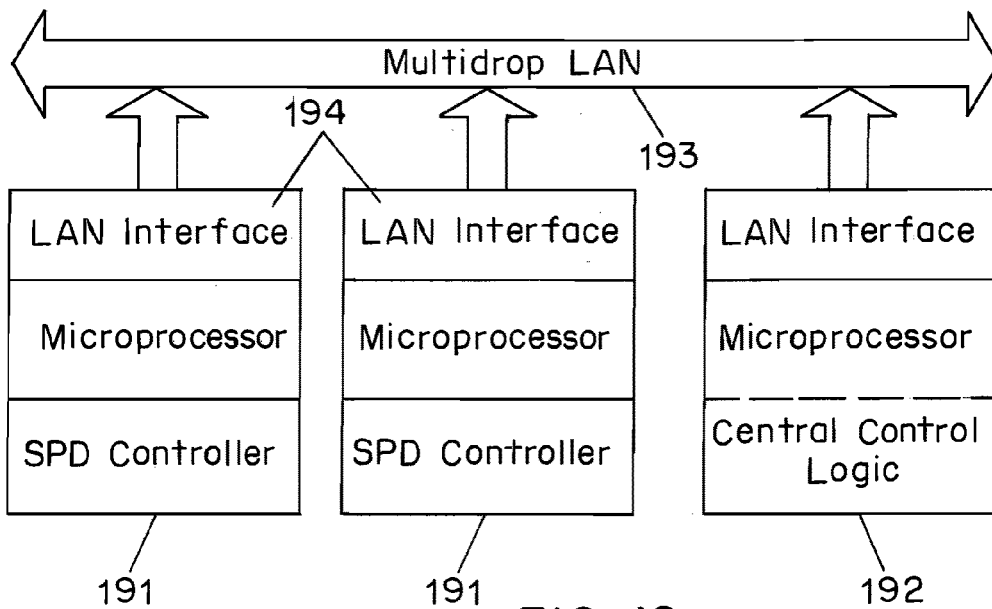 Multidrop LAN
194
193
LAN Interface
LAN Interface
LAN Interface
Microprocessor
Microprocessor
Microprocessor
SPD Controller
SPD Controller
Central Control
Logic
191
191
192